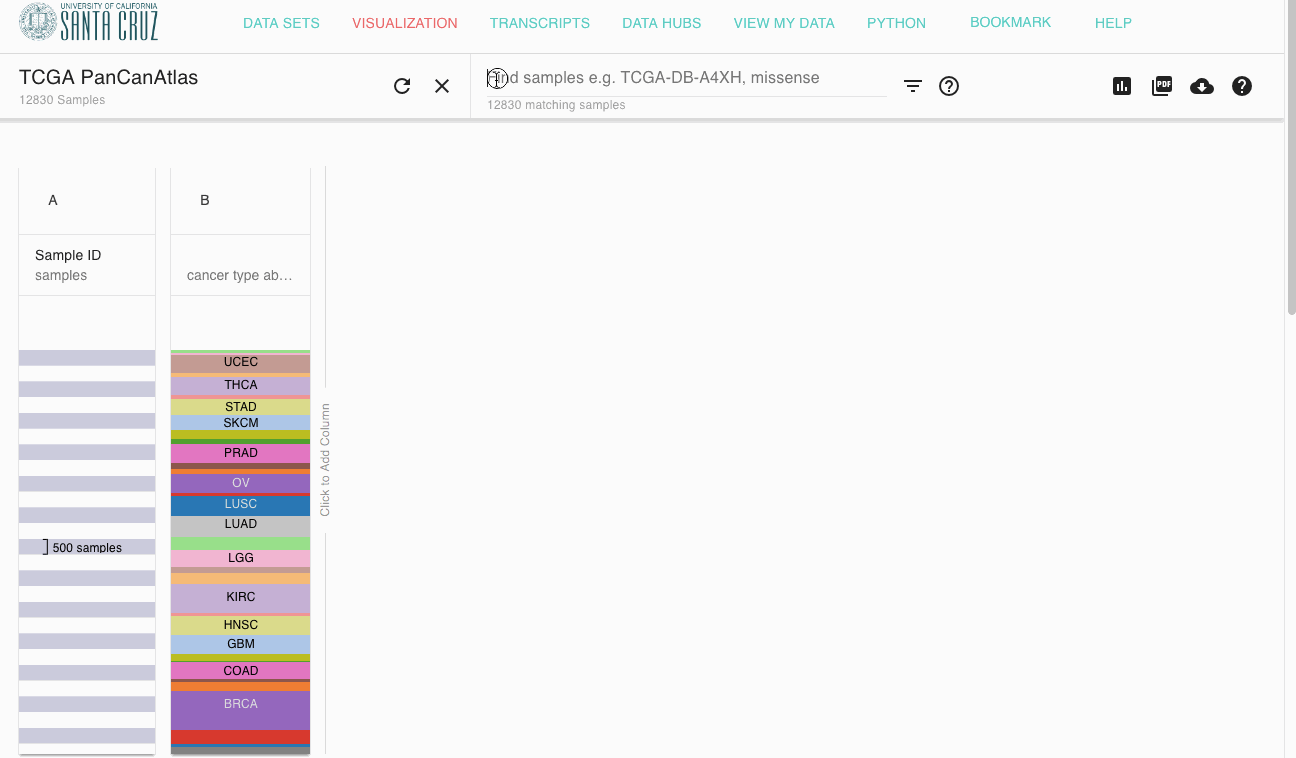 UNIVERSITY OF CALIFORNIA
SANTA CRUZ
DATA SETS VISUALIZATION TRANSCRIPTS DATA HUBS VIEW MY DATA PYTHON BOOKMARK HELP
TCGA PanCanAtlas
12830 Samples
Find samples e.g. TCGA-DB-A4XH, missense
12830 matching samples
PDF
A
Sample ID
samples
500 samples
B
cancer type ab…
UCEC
THCA
STAD
SKCM
PRAD
OV
LUSC
LUAD
LGG
KIRC
HNSC
GBM
COAD
BRCA
Click to Add Column